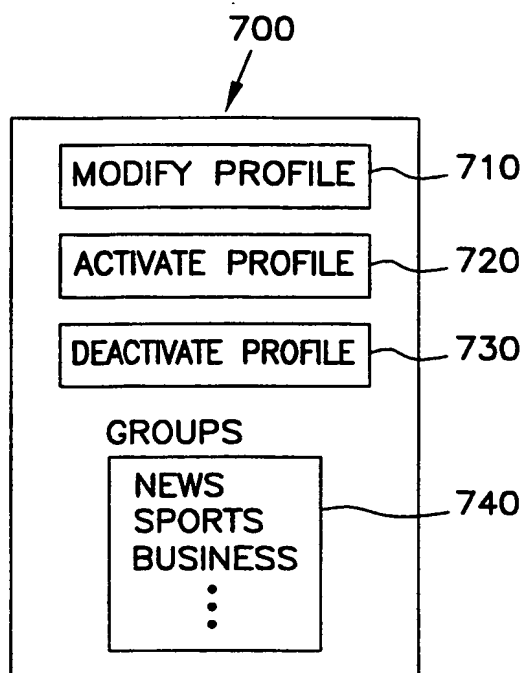 700
MODIFY PROFILE 710
ACTIVATE PROFILE 720
DEACTIVATE PROFILE 730
GROUPS
NEWS
SPORTS 740
BUSINESS